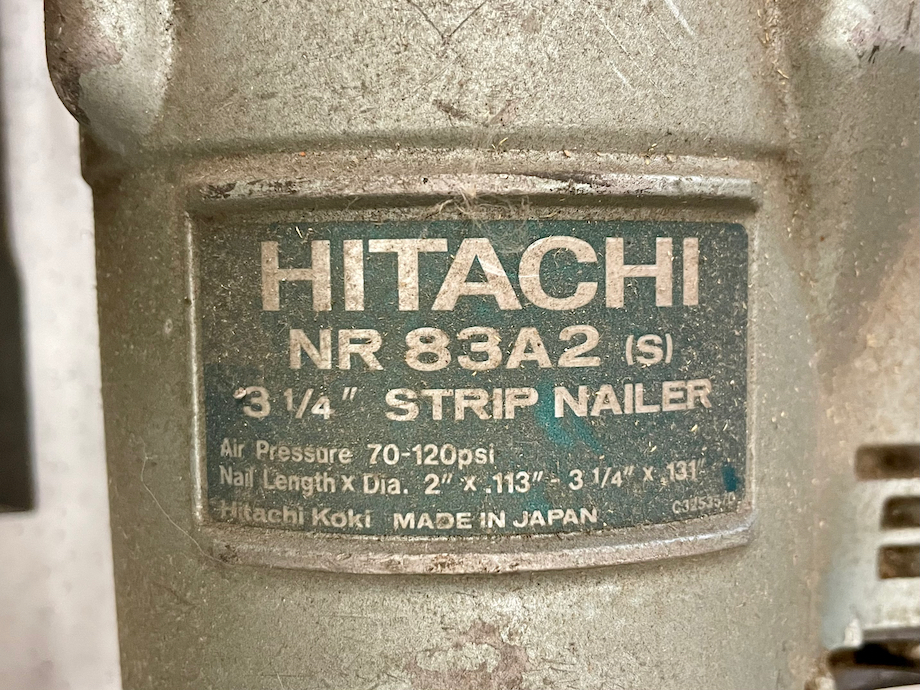 HITACHI
NR 83A2 (S)
3 1/4" STRIP NAILER
Air Pressure 70-120psi
Nail Length x Dia. 2" x .113" - 3 1/4" x .131"
Hitachi Koki MADE IN JAPAN